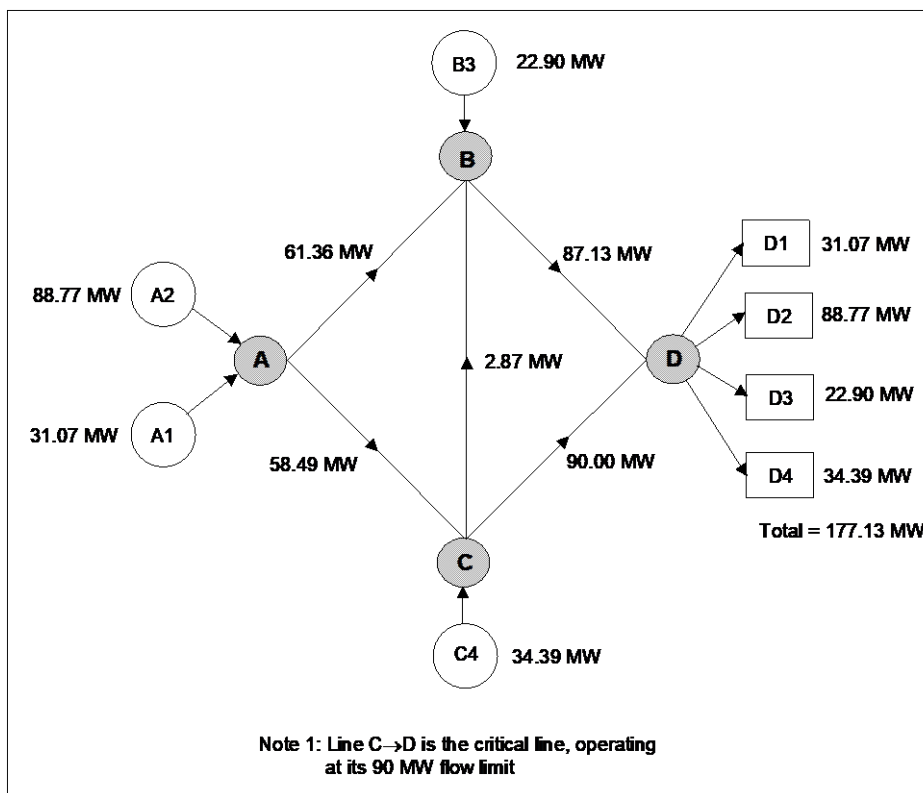 B3
22.90 MW
B
61.36 MW
87.13 MW
D1
31.07 MW
88.77 MW
A2
D2
88.77 MW
A
D
2.87 MW
D3
22.90 MW
31.07 MW
A1
58.49 MW
90.00 MW
D4
34.39 MW
Total = 177.13 MW
C
C4
34.39 MW
Note 1: Line C→D is the critical line, operating
at its 90 MW flow limit